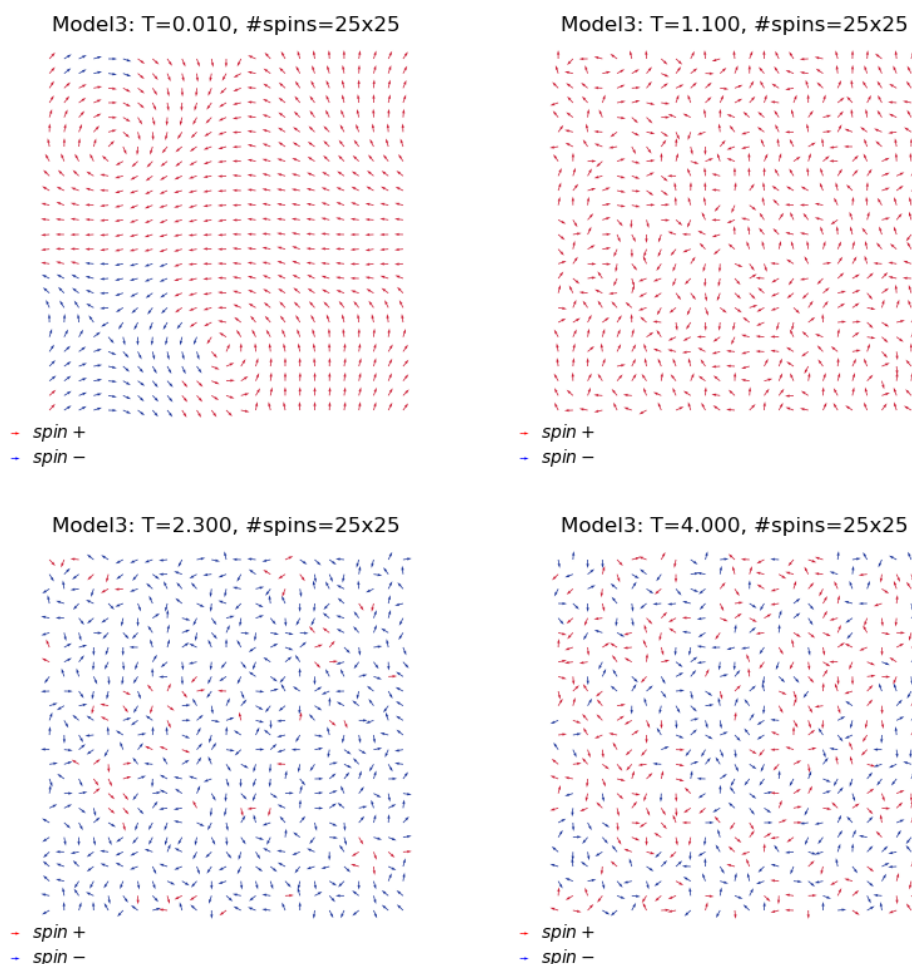 Model3: T=0.010, #spins=25x25
Model3: T=1.100, #spins=25x25
spin +
spin −
spin +
spin −
Model3: T=2.300, #spins=25x25
Model3: T=4.000, #spins=25x25
spin +
spin −
spin +
spin −